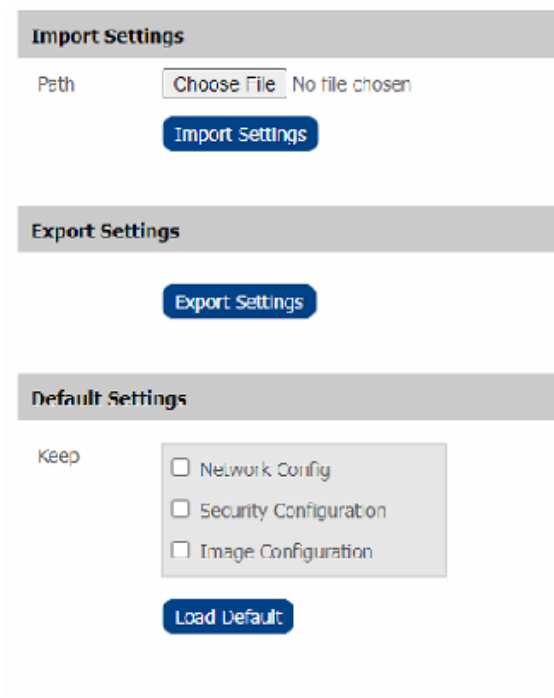 Import Settings
Path Choose File No file chosen
Import Settings
Export Settings
Export Settings
Default Settings
Keep
Network Config
Security Configuration
Image Configuration
Load Default